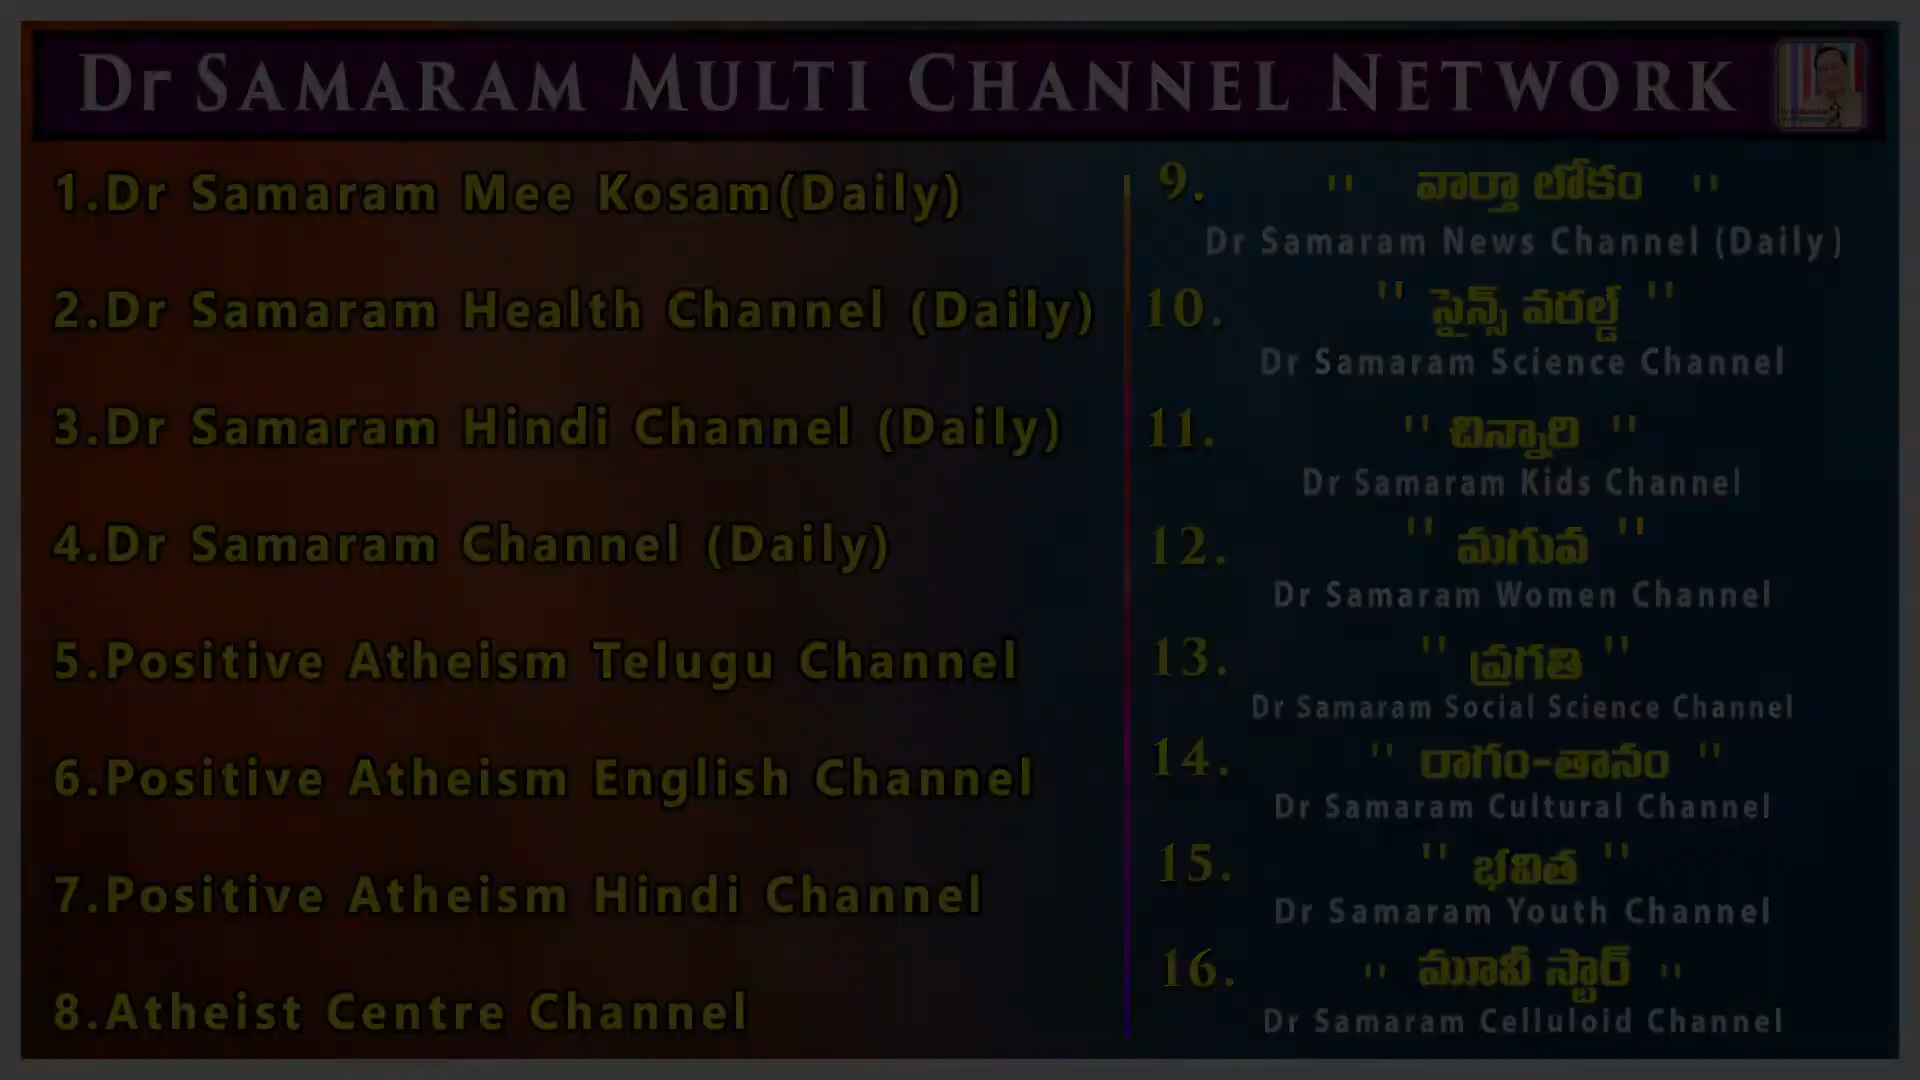 Dr SAMARAM MULTI CHANNEL NETWORK
1.Dr Samaram Mee Kosam(Daily)
2.Dr Samaram Health Channel (Daily)
3.Dr Samaram Hindi Channel (Daily)
4.Dr Samaram Channel (Daily)
5.Positive Atheism Telugu Channel
6.Positive Atheism English Channel
7.Positive Atheism Hindi Channel
8.Atheist Centre Channel
9. " వార్తా లోకం "
Dr Samaram News Channel (Daily)
10. " సైన్స్ వరల్డ్ "
Dr Samaram Science Channel
11. " చిన్నారి "
Dr Samaram Kids Channel
12. " మగువ "
Dr Samaram Women Channel
13. " ప్రగతి "
Dr Samaram Social Science Channel
14. " రాగం-తానం "
Dr Samaram Cultural Channel
15. " భవిత "
Dr Samaram Youth Channel
16. " మూవీ స్టార్ "
Dr Samaram Celluloid Channel